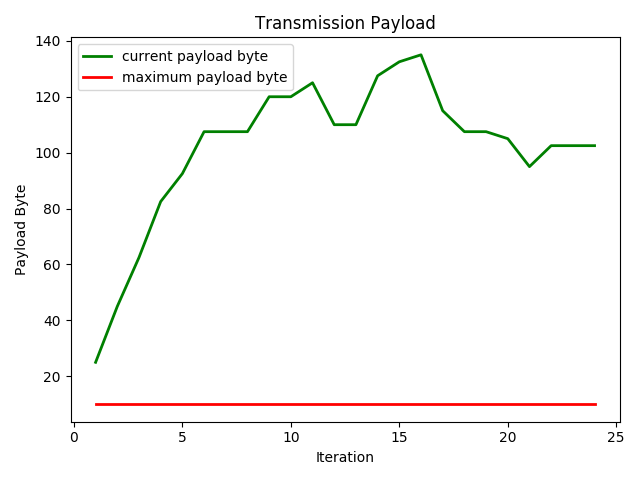 Transmission Payload
current payload byte
maximum payload byte
Payload Byte
140
120
100
80
60
40
20
0 5 10 15 20 25
Iteration